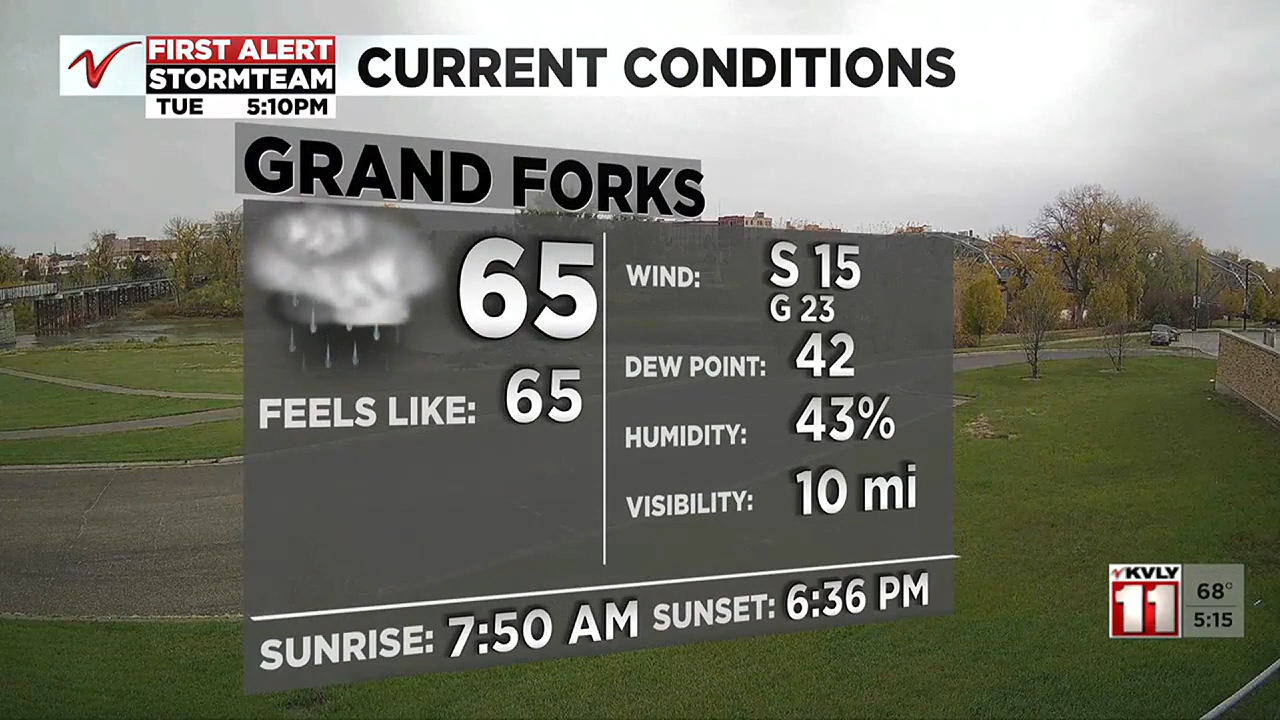 FIRST ALERT
STORMTEAM
TUE 5:10PM
CURRENT CONDITIONS
GRAND FORKS
65
FEELS LIKE: 65
WIND: S 15
G 23
DEW POINT: 42
HUMIDITY: 43%
VISIBILITY: 10 mi
SUNRISE: 7:50 AM SUNSET: 6:36 PM
KVLY
11
68°
5:15